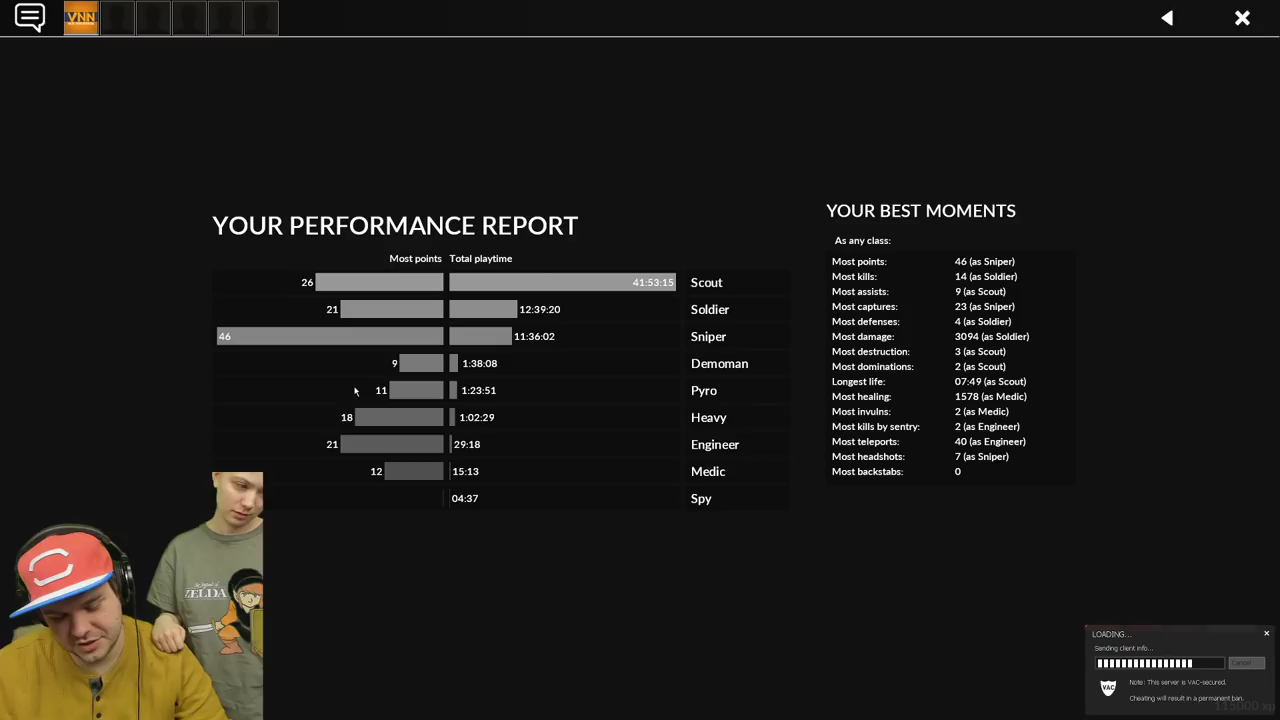 VNN
YOUR PERFORMANCE REPORT
Most points Total playtime
26 41:53:15 Scout
21 12:39:20 Soldier
46 11:36:02 Sniper
9 1:38:08 Demoman
11 1:23:51 Pyro
18 1:02:29 Heavy
21 29:18 Engineer
12 15:13 Medic
04:37 Spy
YOUR BEST MOMENTS
As any class:
Most points: 46 (as Sniper)
Most kills: 14 (as Soldier)
Most assists: 9 (as Scout)
Most captures: 23 (as Sniper)
Most defenses: 4 (as Soldier)
Most damage: 3094 (as Soldier)
Most destruction: 3 (as Scout)
Most dominations: 2 (as Scout)
Longest life: 07:49 (as Scout)
Most healing: 1578 (as Medic)
Most invulns: 2 (as Medic)
Most kills by sentry: 2 (as Engineer)
Most teleports: 40 (as Engineer)
Most headshots: 7 (as Sniper)
Most backstabs: 0
ZELDA
LOADING...
Sending client info...
Cancel
VAC
Note: This server is VAC-secured.
Cheating will result in a permanent ban.
115000 xp